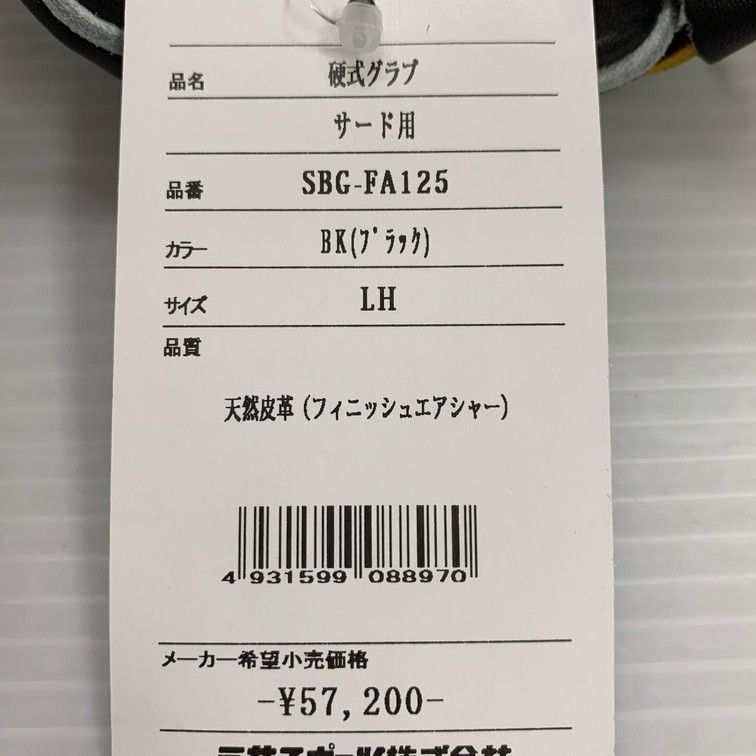 品名 硬式グラブ
サード用
品番 SBG-FA125
カラー BK(ﾌﾞﾗｯｸ)
サイズ LH
品質
天然皮革 (フィニッシュエアシャー)
4 931599 088970
メーカー希望小売価格
-¥57,200-